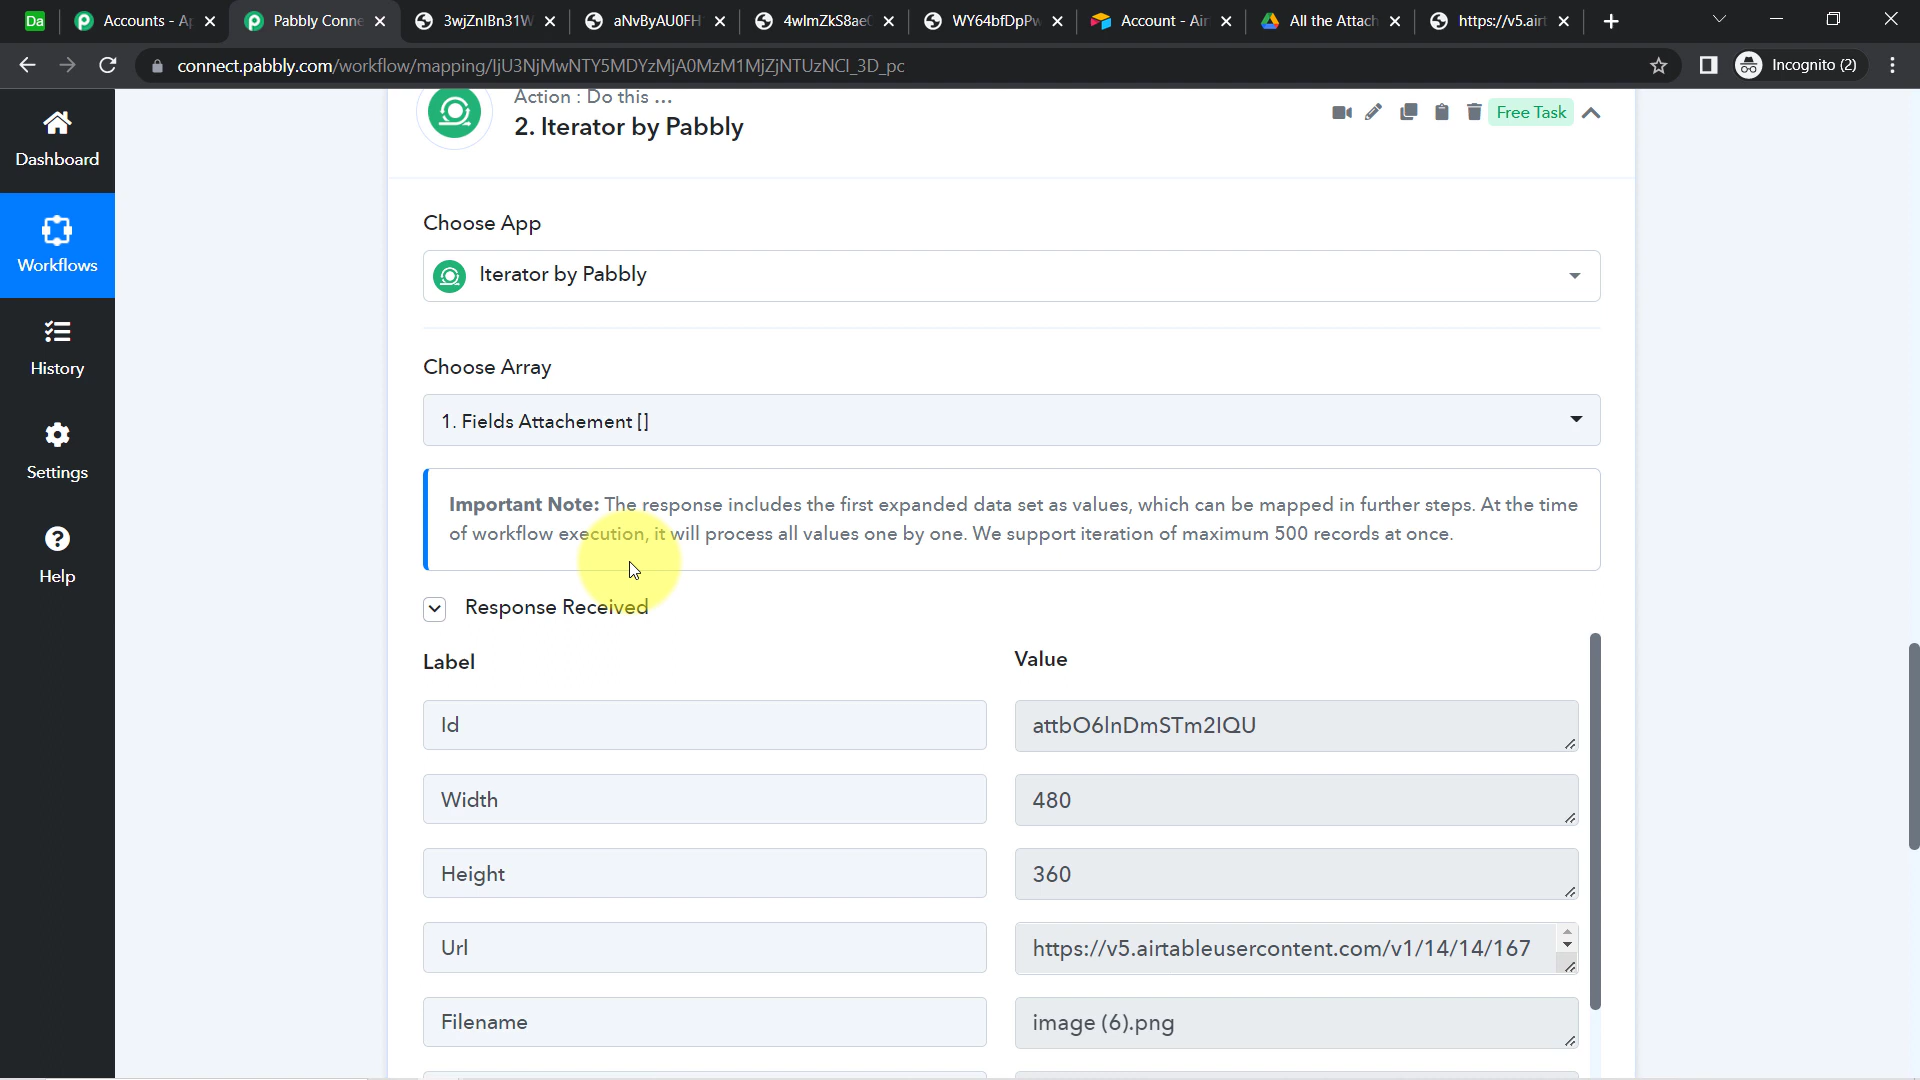 Da
Accounts - Ap
Pabbly Conne
3wjZnlBn31W
aNvByAU0FH
4wlmZkS8ae
WY64bfDpPw
Account - Air
All the Attach
https://v5.airt
connect.pabbly.com/workflow/mapping/IjU3NjMwNTY5MDYzMjA0MzM1MjZjNTUzNCI_3D_pc
Incognito (2)
Dashboard
Workflows
History
Settings
Help
Action : Do this ...
2. Iterator by Pabbly
Free Task
Choose App
Iterator by Pabbly
Choose Array
1. Fields Attachement []
Important Note: The response includes the first expanded data set as values, which can be mapped in further steps. At the time
of workflow execution, it will process all values one by one. We support iteration of maximum 500 records at once.
Response Received
Label
Value
Id
attbO6lnDmSTm2IQU
Width
480
Height
360
Url
https://v5.airtableusercontent.com/v1/14/14/167
Filename
image (6).png